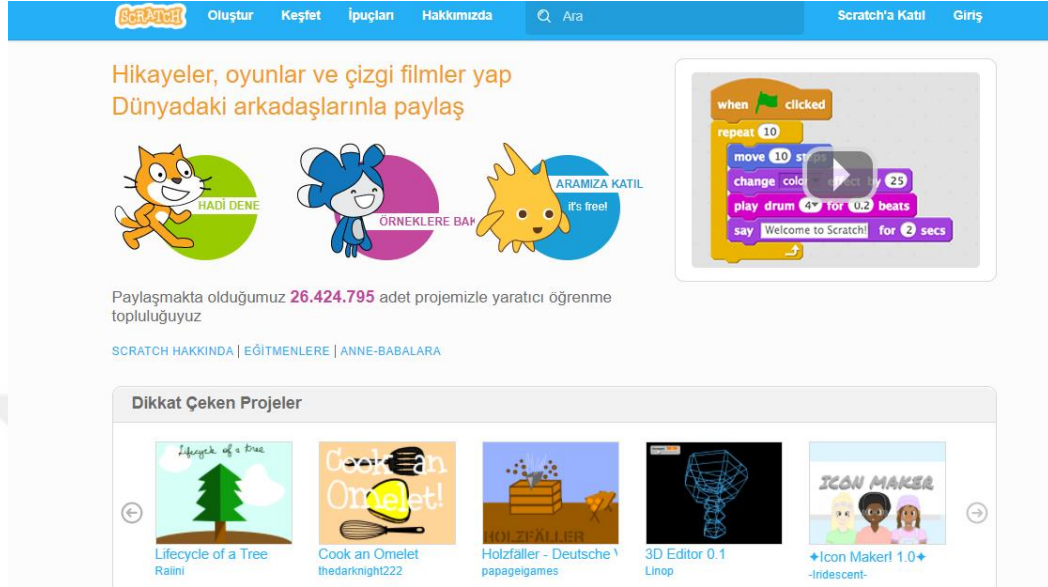 SCRATCH Oluştur Keşfet İpuçları Hakkımızda Ara Scratch'a Katıl Giriş
Hikayeler, oyunlar ve çizgi filmler yap
Dünyadaki arkadaşlarınla paylaş
HADİ DENE
ÖRNEKLERE BAK
ARAMIZA KATIL
it's free!
when clicked
repeat 10
move 10 steps
change color effect by 25
play drum 4 for 0.2 beats
say Welcome to Scratch! for 2 secs
Paylaşmakta olduğumuz 26.424.795 adet projemizle yaratıcı öğrenme
topluluğuyuz
SCRATCH HAKKINDA | EĞİTMENLERE | ANNE-BABALARA
Dikkat Çeken Projeler
Lifecycle of a tree
Cook an
Omelet!
HOLZFÄLLER
ICON MAKER
Lifecycle of a Tree Cook an Omelet Holzfäller - Deutsche 3D Editor 0.1 ✦Icon Maker! 1.0✦
Raiini thedarknight222 papageigames Linop -Iridescent-